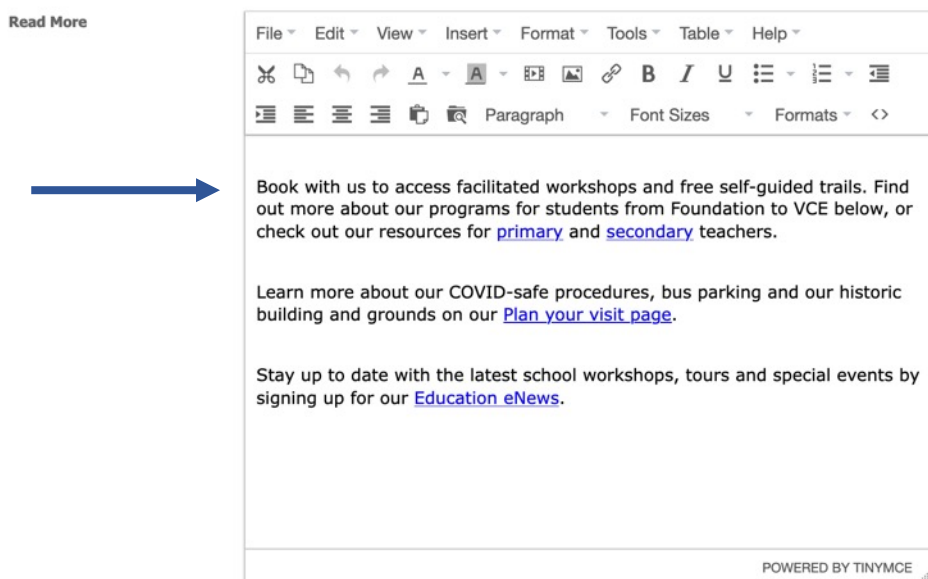 Read More
File Edit View Insert Format Tools Table Help
A A B I U
Paragraph Font Sizes Formats <>
Book with us to access facilitated workshops and free self-guided trails. Find
out more about our programs for students from Foundation to VCE below, or
check out our resources for primary and secondary teachers.
Learn more about our COVID-safe procedures, bus parking and our historic
building and grounds on our Plan your visit page.
Stay up to date with the latest school workshops, tours and special events by
signing up for our Education eNews.
POWERED BY TINYMCE